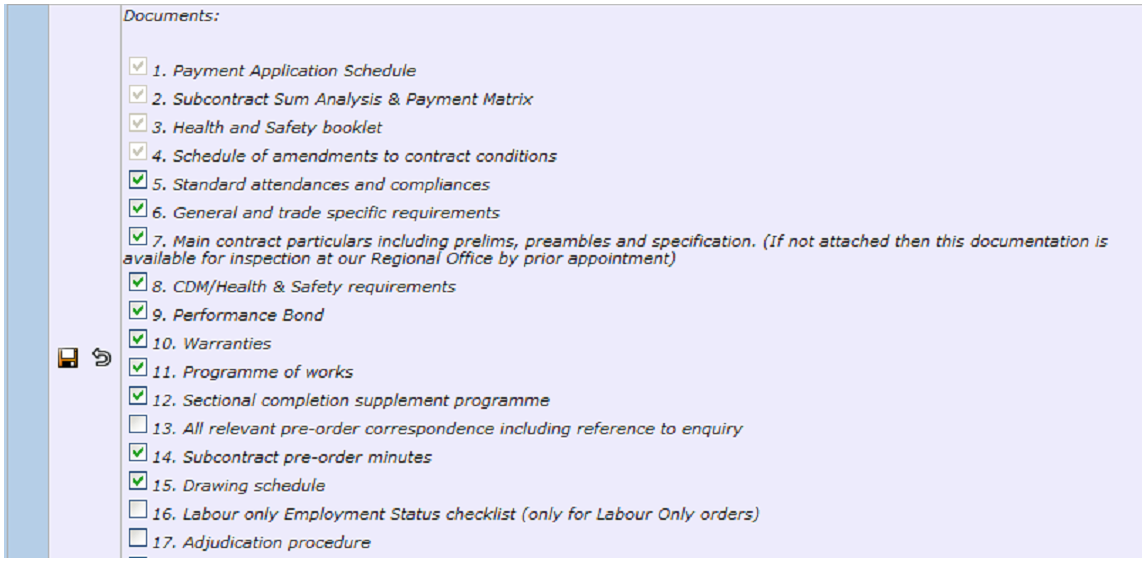 Documents:
1. Payment Application Schedule
2. Subcontract Sum Analysis & Payment Matrix
3. Health and Safety booklet
4. Schedule of amendments to contract conditions
5. Standard attendances and compliances
6. General and trade specific requirements
7. Main contract particulars including prelims, preambles and specification. (If not attached then this documentation is
available for inspection at our Regional Office by prior appointment)
8. CDM/Health & Safety requirements
9. Performance Bond
10. Warranties
11. Programme of works
12. Sectional completion supplement programme
13. All relevant pre-order correspondence including reference to enquiry
14. Subcontract pre-order minutes
15. Drawing schedule
16. Labour only Employment Status checklist (only for Labour Only orders)
17. Adjudication procedure